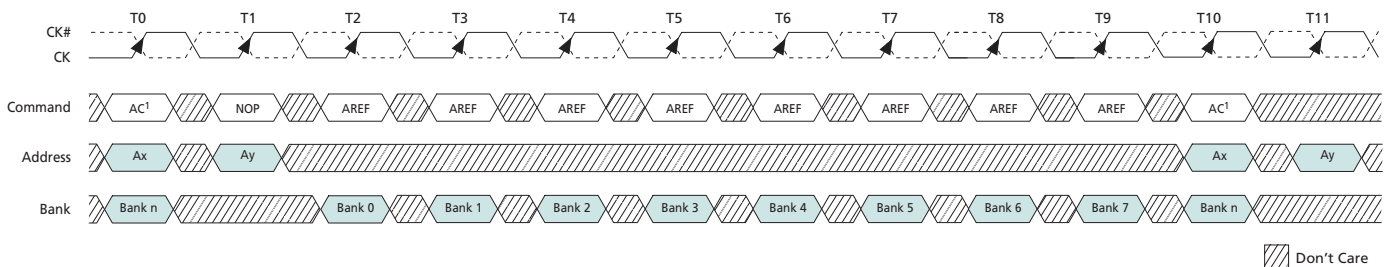 T0 T1 T2 T3 T4 T5 T6 T7 T8 T9 T10 T11
CK#
CK
Command AC¹ NOP AREF AREF AREF AREF AREF AREF AREF AREF AC¹
Address Ax Ay Ax Ay
Bank Bank n Bank 0 Bank 1 Bank 2 Bank 3 Bank 4 Bank 5 Bank 6 Bank 7 Bank n
Don't Care